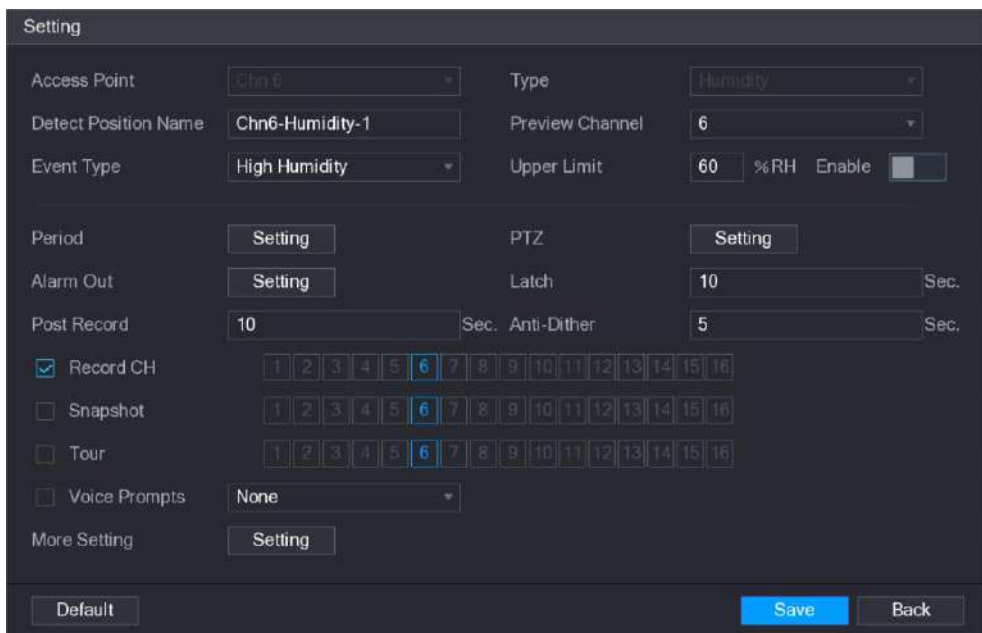 Setting
Access Point Chn 6 Type Humidity
Detect Position Name Chn6-Humidity-1 Preview Channel 6
Event Type High Humidity Upper Limit 60 %RH Enable
Period Setting PTZ Setting
Alarm Out Setting Latch 10 Sec.
Post Record 10 Sec. Anti-Dither 5 Sec.
Record CH 1 2 3 4 5 6 7 8 9 10 11 12 13 14 15 16
Snapshot 1 2 3 4 5 6 7 8 9 10 11 12 13 14 15 16
Tour 1 2 3 4 5 6 7 8 9 10 11 12 13 14 15 16
Voice Prompts None
More Setting Setting
Default Save Back